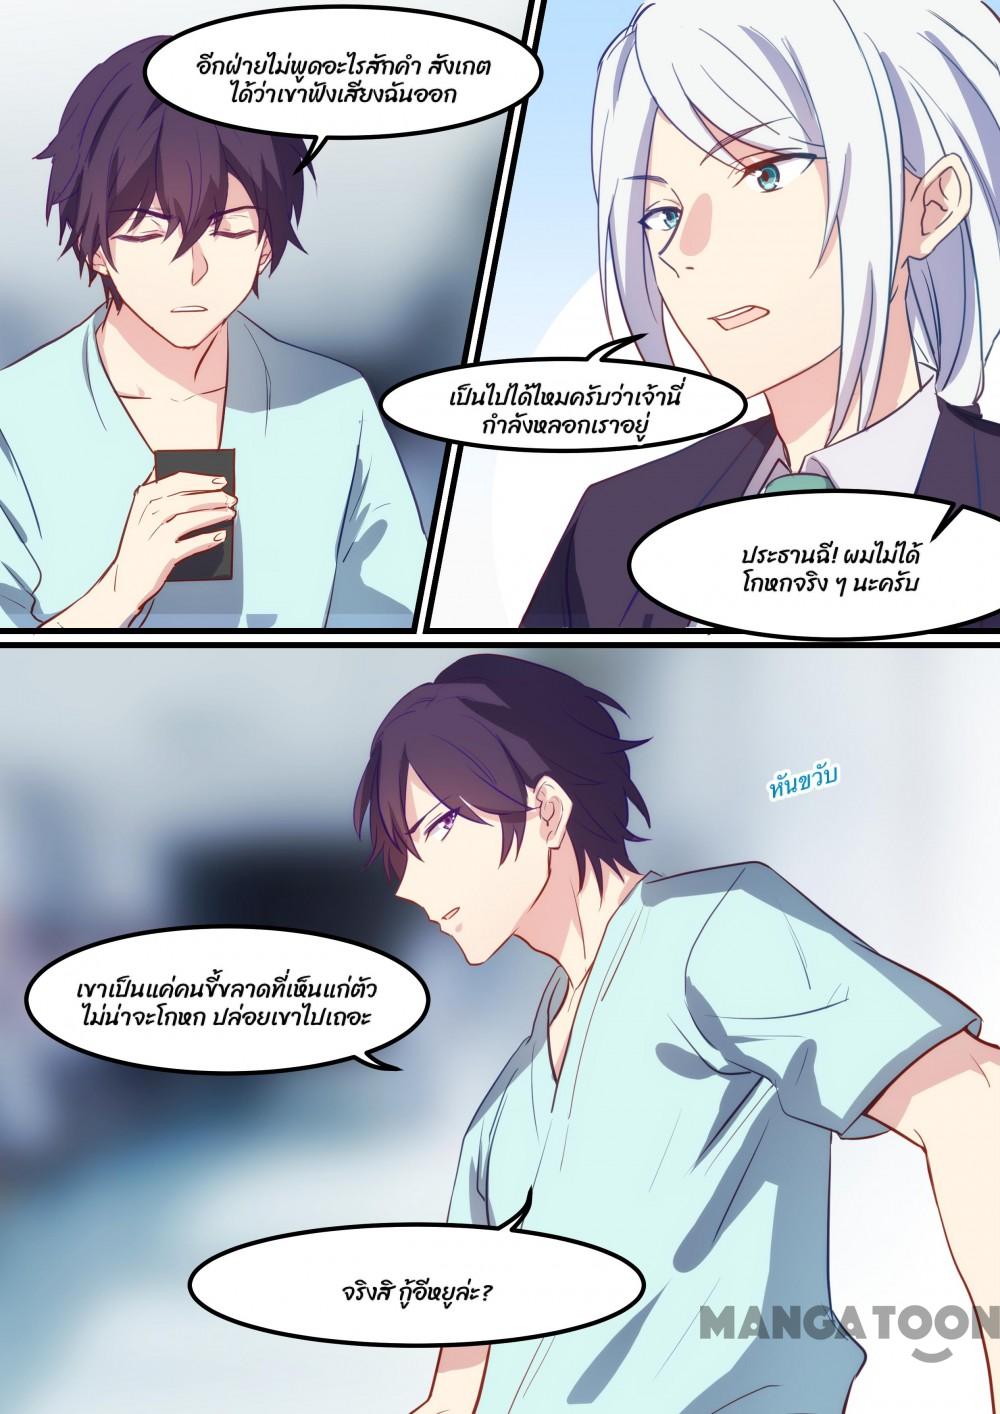 อีกฝ่ายไม่พูดอะไรสักคำ สังเกต
ได้ว่าเขาฟังเสียงฉันออก
เป็นไปได้ไหมครับว่าเจ้านี่
กำลังหลอกเราอยู่
ประธานฉี! ผมไม่ได้
โกหกจริง ๆ นะครับ
หันขวับ
เขาเป็นแค่คนขี้ขลาดที่เห็นแก่ตัว
ไม่น่าจะโกหก ปล่อยเขาไปเถอะ
จริงสิ กู้อีหยูล่ะ?
MANGATOON